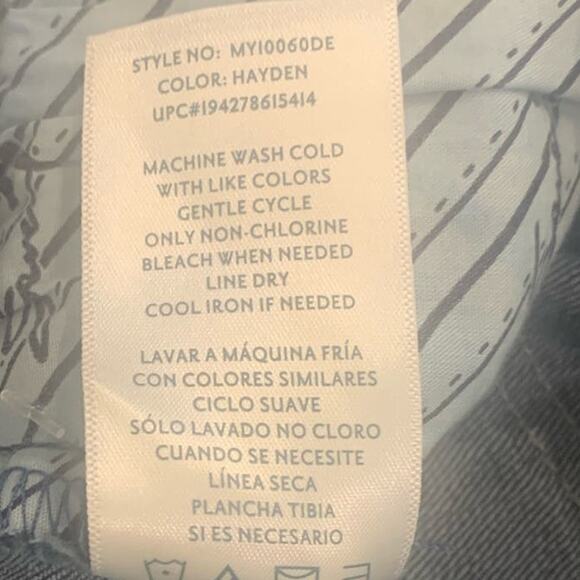 STYLE NO: MY10060DE
COLOR: HAYDEN
UPC#194278615414
MACHINE WASH COLD
WITH LIKE COLORS
GENTLE CYCLE
ONLY NON-CHLORINE
BLEACH WHEN NEEDED
LINE DRY
COOL IRON IF NEEDED
LAVAR A MÁQUINA FRÍA
CON COLORES SIMILARES
CICLO SUAVE
SÓLO LAVADO NO CLORO
CUANDO SE NECESITE
LÍNEA SECA
PLANCHA TIBIA
SI ES NECESARIO